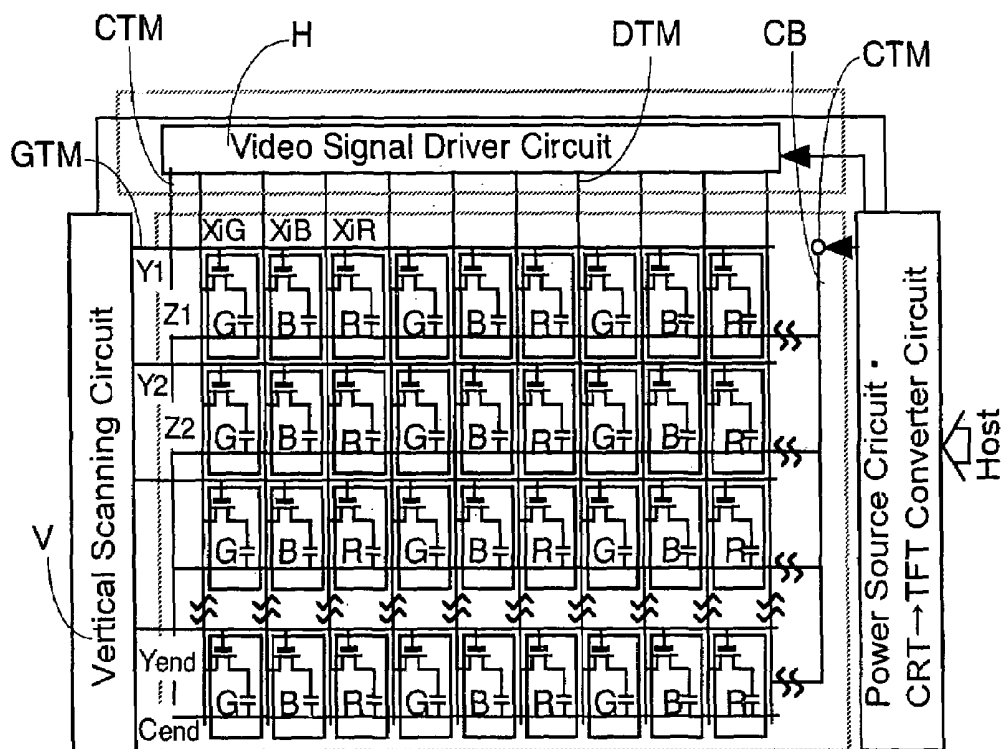 CTM H DTM CB CTM
Video Signal Driver Circuit
GTM
XiG XiB XiR
Y1
G B R G B R G B R
Z1
Y2
G B R G B R G B R
Z2
G B R G B R G B R
V
Yend
G B R G B R G B R
Cend
Vertical Scanning Circuit
Power Source Cricuit ·
CRT→TFT Converter Circuit
Host